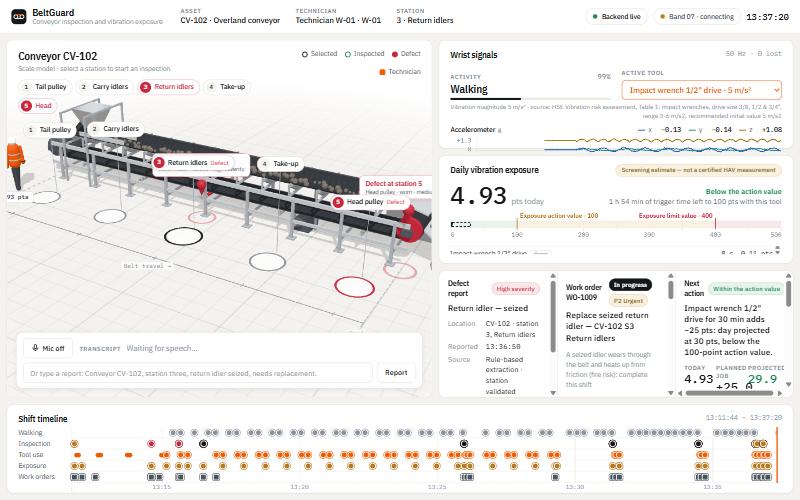 BeltGuard
Conveyor inspection and vibration exposure
ASSET
CV-102 · Overland conveyor
TECHNICIAN
Technician W-01 · W-01
STATION
3 · Return idlers
Backend live
Band 07 · connecting
13:37:20
Conveyor CV-102
Scale model · select a station to start an inspection
Selected
Inspected
Defect
Technician
1 Tail pulley
2 Carry idlers
3 Return idlers
4 Take-up
5 Head
1 Tail pulley
2 Carry idlers
3 Return idlers Defect
4 Take-up
Defect at station 5
5 Head pulley Defect
93 pts
Belt travel →
Mic off
TRANSCRIPT Waiting for speech...
Or type a report: Conveyor CV-102, station three, return idler seized, needs replacement.
Report
Wrist signals
50 Hz · 0 lost
ACTIVITY
99%
Walking
ACTIVE TOOL
Impact wrench 1/2" drive · 5 m/s²
Vibration magnitude 5 m/s² · source: HSE Vibration risk assessment, Table 1: impact wrenches, drive size 3/8, 1/2 & 3/4",
range 3-6 m/s2, recommended initial value 5 m/s2
Accelerometer g
x -0.13
y -0.14
z +1.08
+1.3
Daily vibration exposure
Screening estimate — not a certified HAV measurement
4.93 pts today
Below the action value
1 h 54 min of trigger time left to 100 pts with this tool
Exposure action value · 100
Exposure limit value · 400
0 100 200 300 400 500
Impact wrench 1/2" drive
8 s 0.11 pts
Defect report
High severity
Return idler — seized
Location CV-102 · station 3, Return idlers
Reported 13:36:50
Source Rule-based extraction · station validated
Work order WO-1009
In progress
P2 Urgent
Replace seized return idler — CV-102 S3 Return idlers
A seized idler wears through the belt and heats up from friction (fire risk); complete this shift
Next action
Within the action value
Impact wrench 1/2" drive for 30 min adds ~25 pts: day projected at 30 pts, below the 100-point action value.
TODAY
4.93
PLANNED JOB
+25.0
PROJECTED
29.9
Shift timeline
13:11:44 – 13:37:20
Walking
Inspection
Tool use
Exposure
Work orders
13:15 13:20 13:25 13:30 13:35